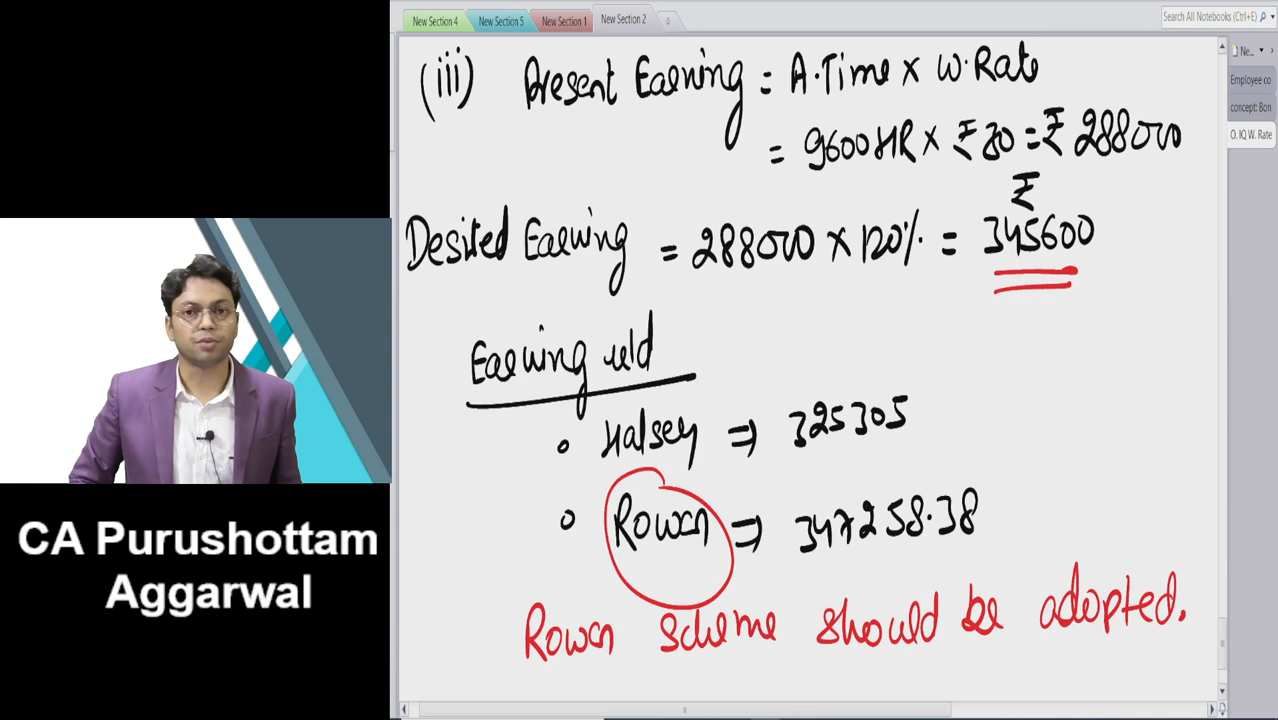 New Section 4 New Section 5 New Section 1 New Section 2
Search All Notebooks (Ctrl+E)
Ne...
Employee co
concept: Bon
O. IQ W. Rate
(iii) Present Earning = A.Time × W.Rate
= 9600 HR × ₹30 = ₹ 288000
₹
Desired Earning = 288000 × 120% = 345600
Earning u/d
Halsey ⇒ 325305
Rowan ⇒ 347258.38
Rowan scheme should be adopted.
CA Purushottam
Aggarwal